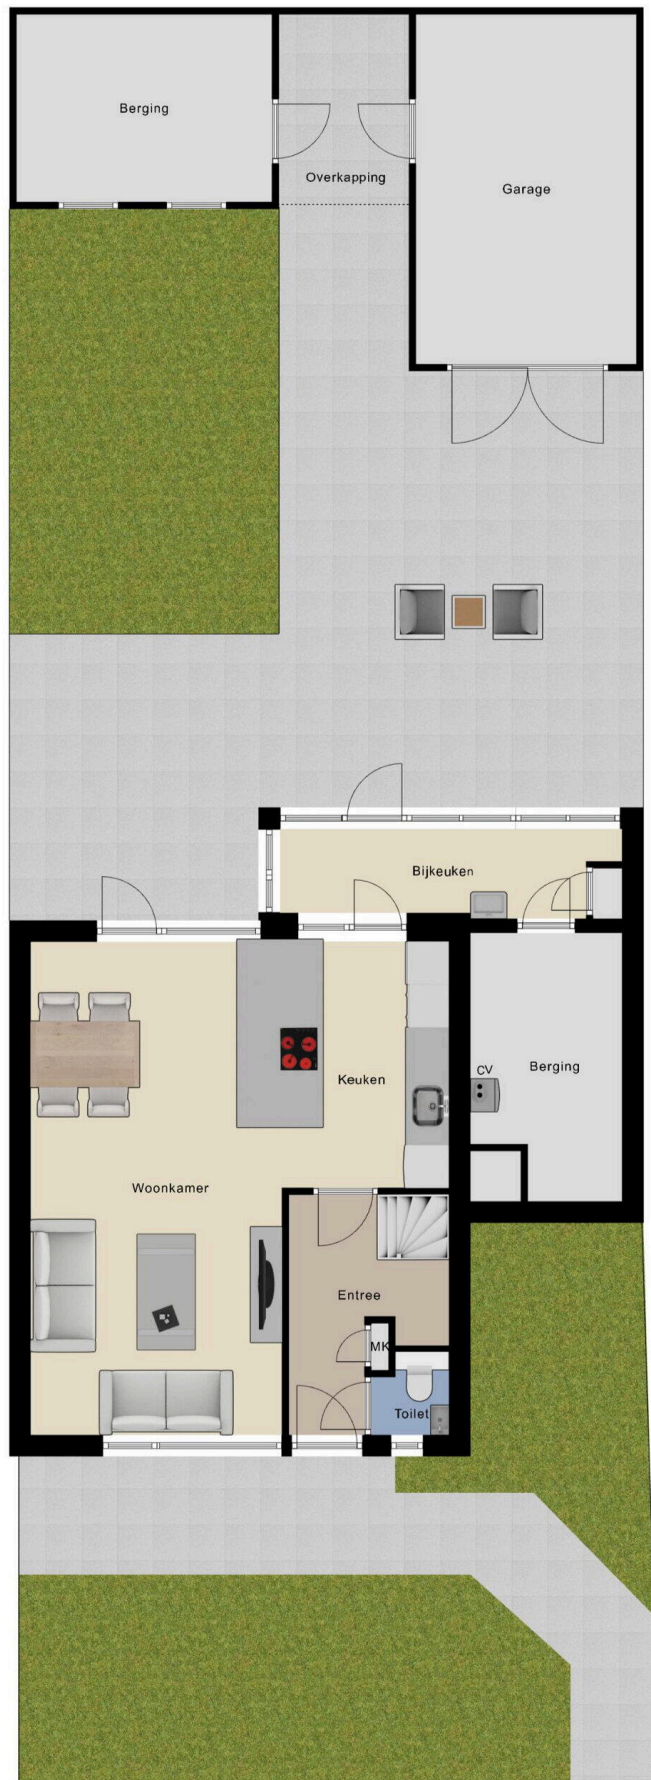 Berging
Overkapping
Garage
Bijkeuken
CV
Berging
Keuken
Woonkamer
Entree
MK
Toilet